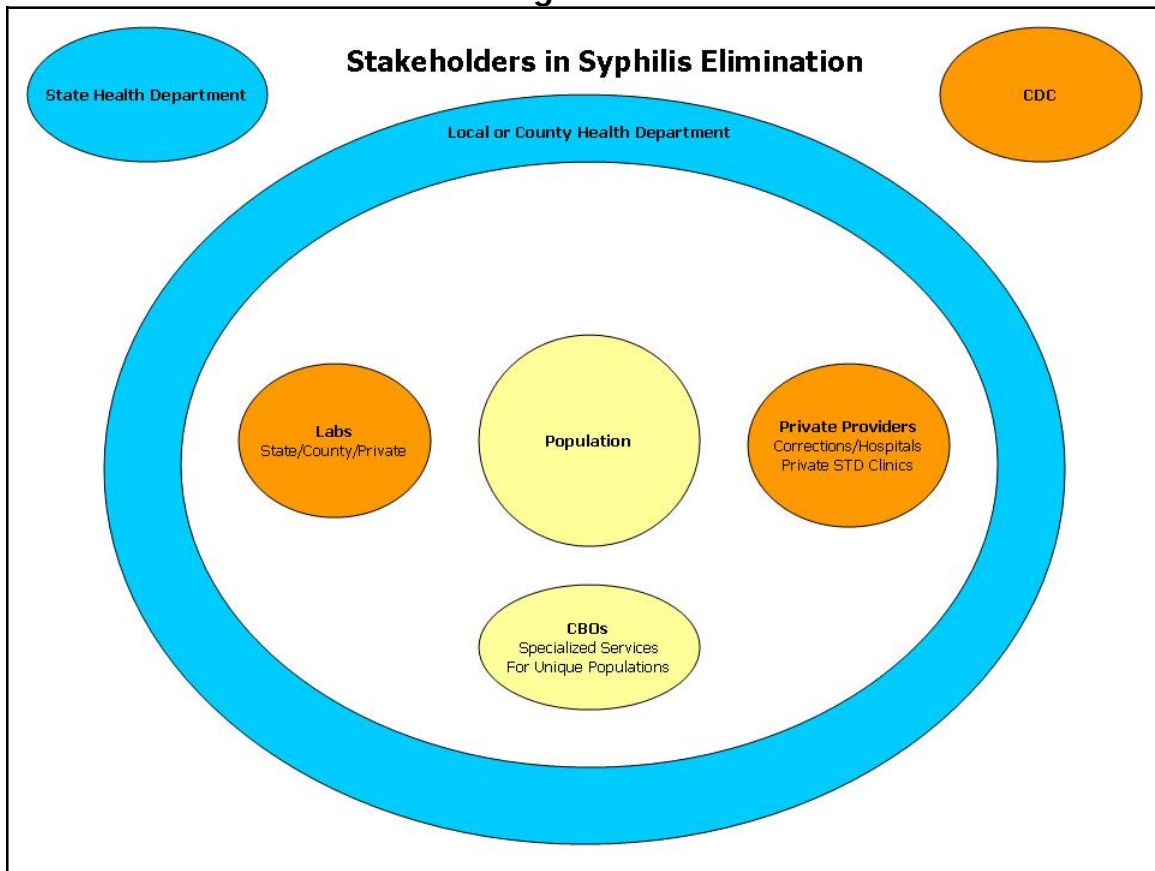 Stakeholders in Syphilis Elimination
State Health Department
CDC
Local or County Health Department
Labs
State/County/Private
Population
Private Providers
Corrections/Hospitals
Private STD Clinics
CBOs
Specialized Services
For Unique Populations